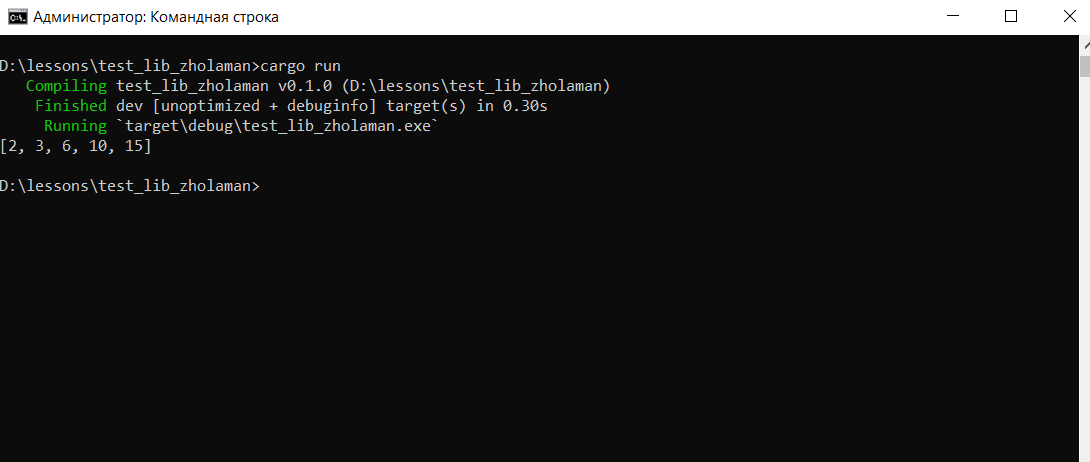 Администратор: Командная строка
D:\lessons\test_lib_zholaman>cargo run
Compiling test_lib_zholaman v0.1.0 (D:\lessons\test_lib_zholaman)
Finished dev [unoptimized + debuginfo] target(s) in 0.30s
Running `target\debug\test_lib_zholaman.exe`
[2, 3, 6, 10, 15]
D:\lessons\test_lib_zholaman>